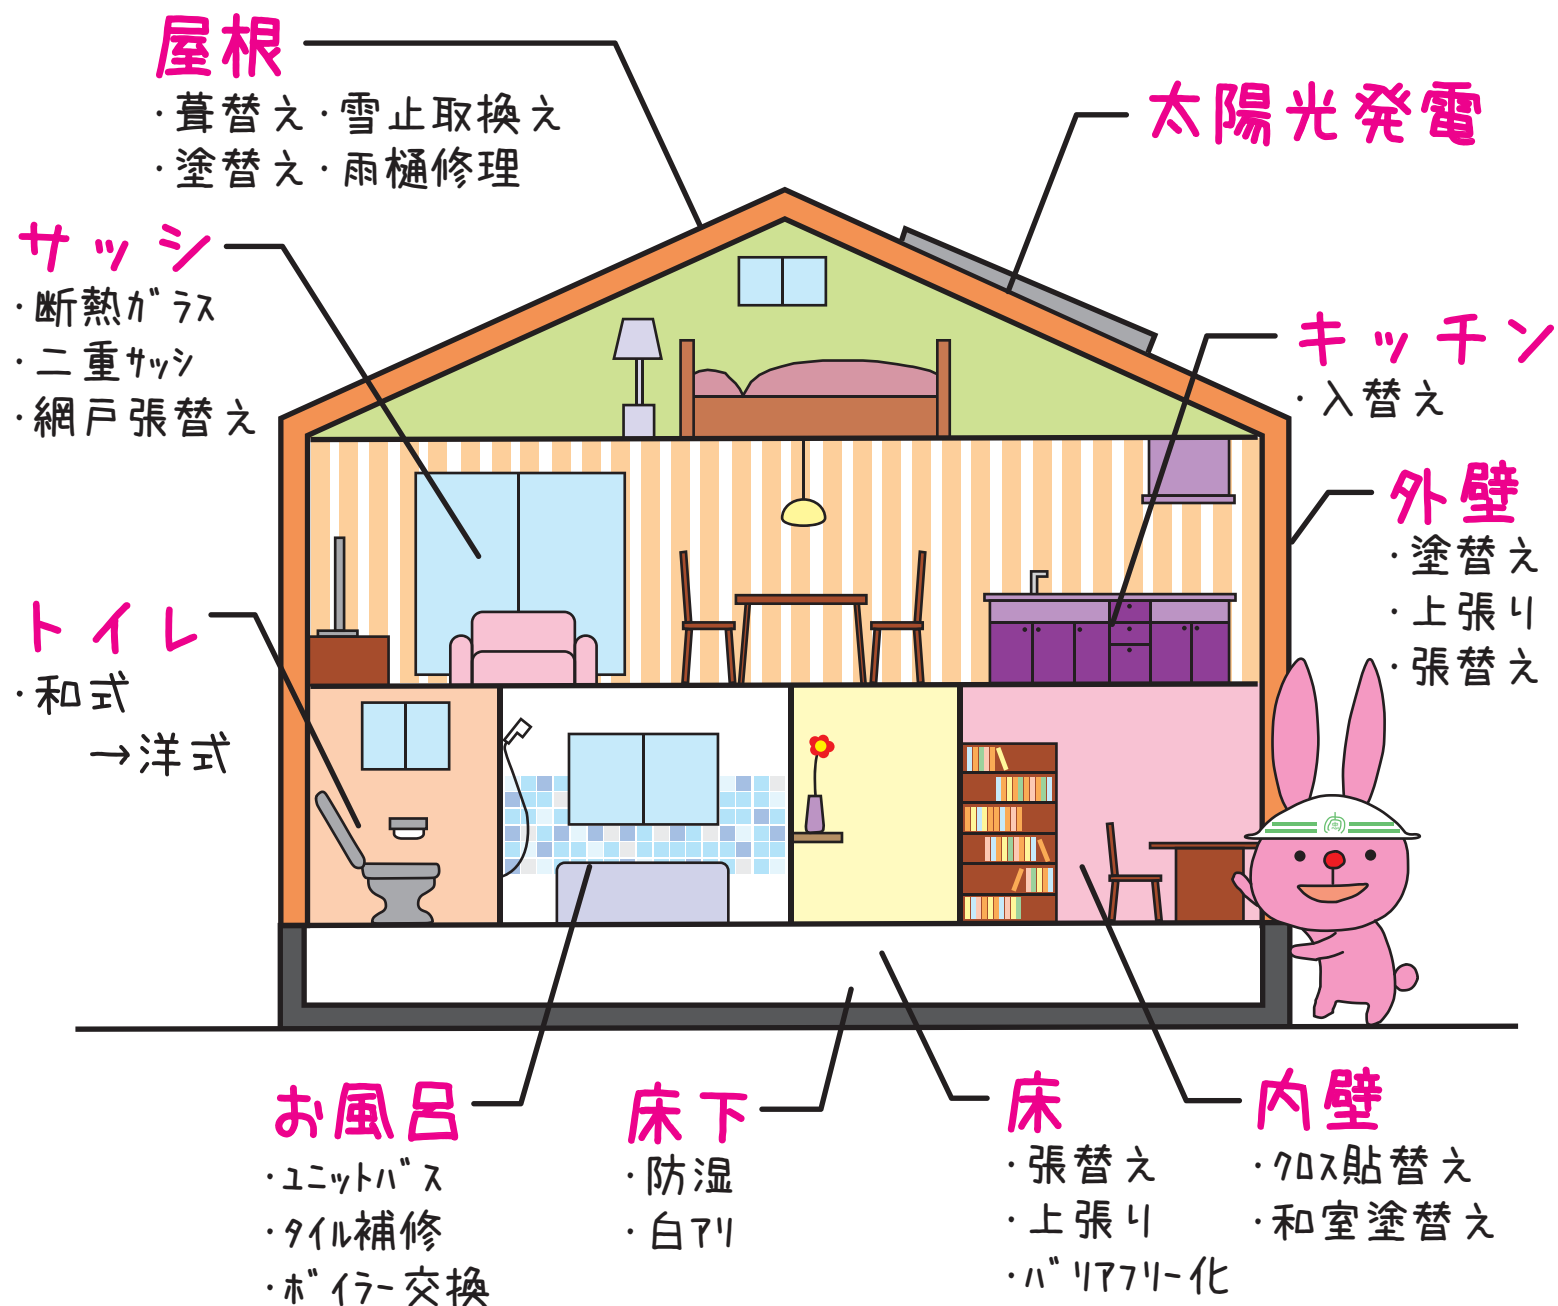 屋根
・葺替え・雪止取換え
・塗替え・雨樋修理
太陽光発電
サッシ
・断熱ガラス
・二重サッシ
・網戸張替え
キッチン
・入替え
外壁
・塗替え
・上張り
・張替え
トイレ
・和式
→洋式
お風呂
・ユニットバス
・タイル補修
・ボイラー交換
床下
・防湿
・白アリ
床
・張替え
・上張り
・バリアフリー化
内壁
・クロス貼替え
・和室塗替え